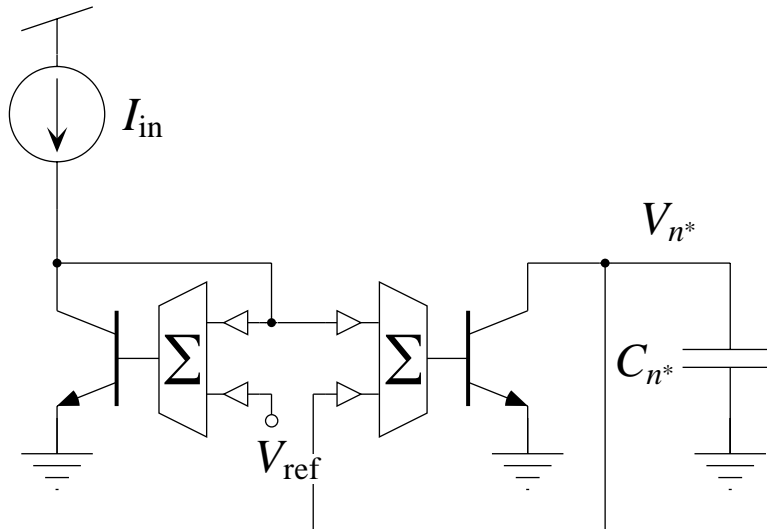 I_in
V_n*
Σ
Σ
C_n*
V_ref